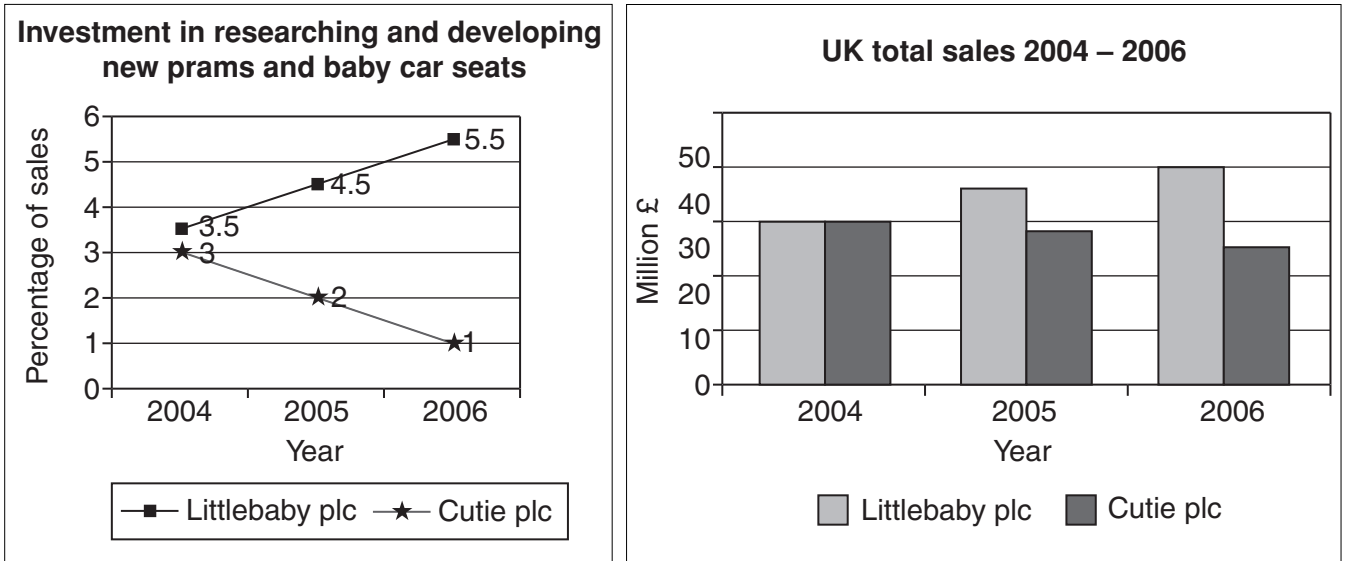 Investment in researching and developing
new prams and baby car seats
Percentage of sales
6
5
4
3
2
1
0
5.5
4.5
3.5
3
2
1
2004 2005 2006
Year
Littlebaby plc Cutie plc
UK total sales 2004 – 2006
Million £
50
40
30
20
10
0
2004 2005 2006
Year
Littlebaby plc Cutie plc